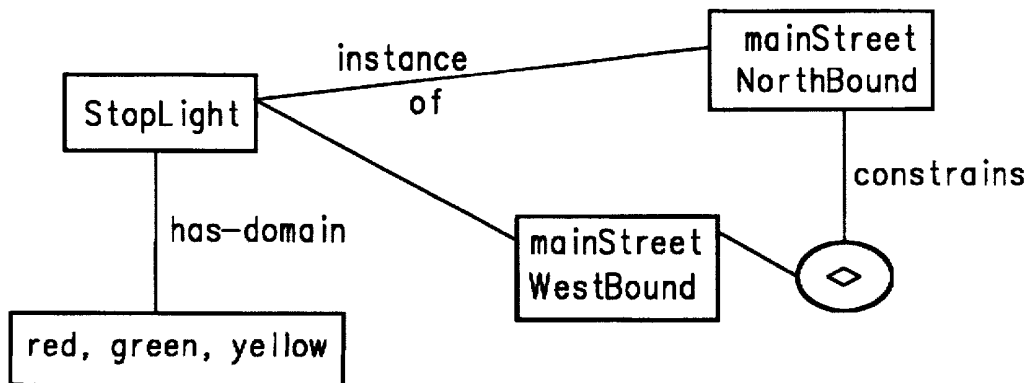 mainStreet
NorthBound
instance
of
StopLight
constrains
has-domain
mainStreet
WestBound
<>
red, green, yellow